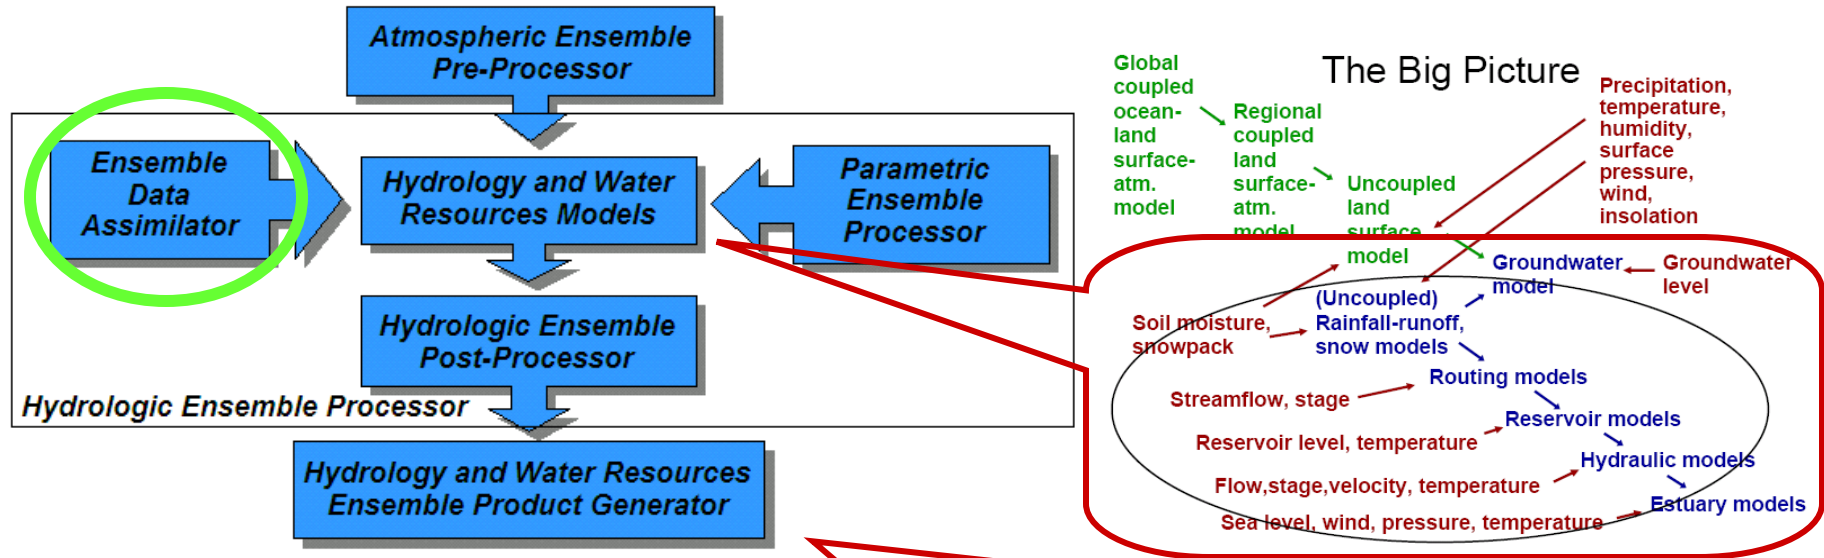 Atmospheric Ensemble
Pre-Processor
Ensemble
Data
Assimilator
Hydrology and Water
Resources Models
Parametric
Ensemble
Processor
Hydrologic Ensemble
Post-Processor
Hydrologic Ensemble Processor
Hydrology and Water Resources
Ensemble Product Generator
The Big Picture
Global
coupled
ocean-
land
surface-
atm.
model
Regional
coupled
land
surface-
atm.
model
Uncoupled
land
surface
model
Precipitation,
temperature,
humidity,
surface
pressure,
wind,
insolation
Groundwater
model
Groundwater
level
(Uncoupled)
Rainfall-runoff,
snow models
Soil moisture,
snowpack
Routing models
Streamflow, stage
Reservoir models
Reservoir level, temperature
Hydraulic models
Flow,stage,velocity, temperature
Estuary models
Sea level, wind, pressure, temperature